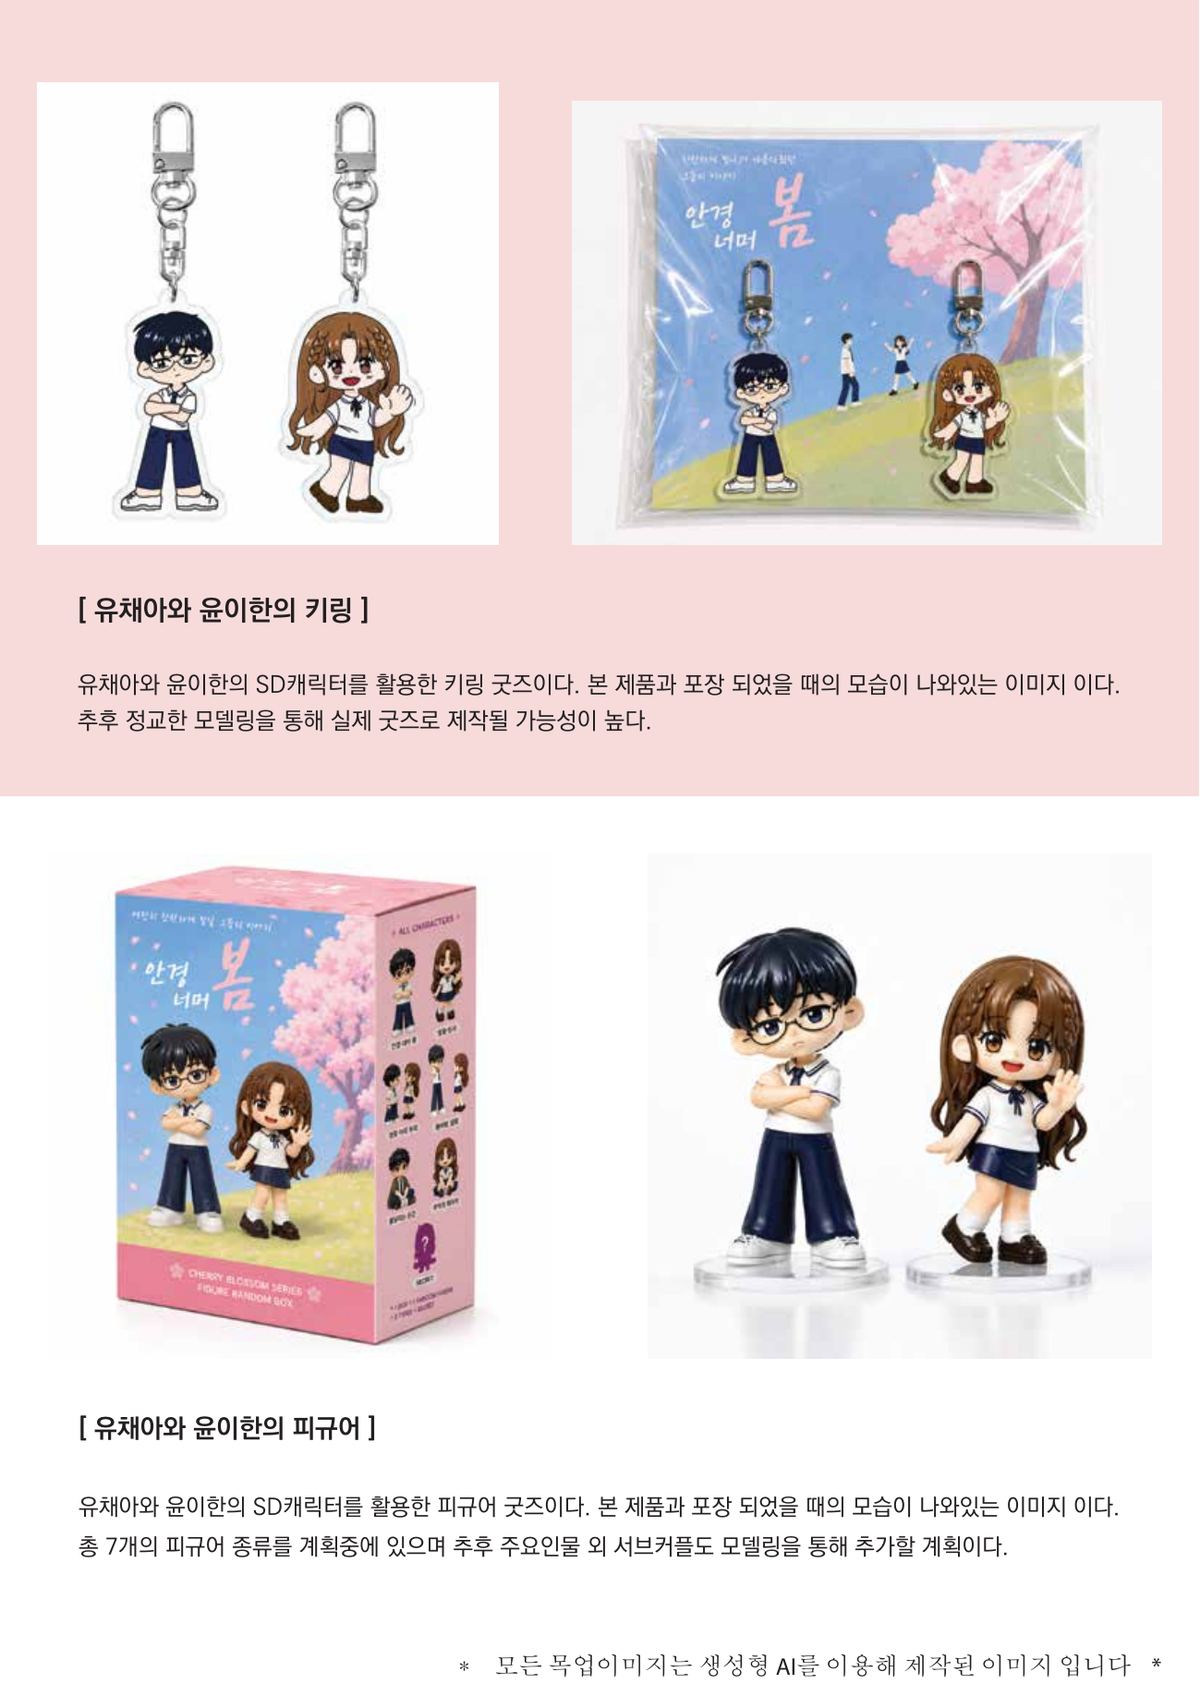 안경
너머 봄
[ 유채아와 윤이한의 키링 ]
유채아와 윤이한의 SD캐릭터를 활용한 키링 굿즈이다. 본 제품과 포장 되었을 때의 모습이 나와있는 이미지 이다.
추후 정교한 모델링을 통해 실제 굿즈로 제작될 가능성이 높다.
안경
너머 봄
ALL CHARACTERS
?
SECRET
CHERRY BLOSSOM SERIES
FIGURE RANDOM BOX
[ 유채아와 윤이한의 피규어 ]
유채아와 윤이한의 SD캐릭터를 활용한 피규어 굿즈이다. 본 제품과 포장 되었을 때의 모습이 나와있는 이미지 이다.
총 7개의 피규어 종류를 계획중에 있으며 추후 주요인물 외 서브커플도 모델링을 통해 추가할 계획이다.
* 모든 목업이미지는 생성형 AI를 이용해 제작된 이미지 입니다 *